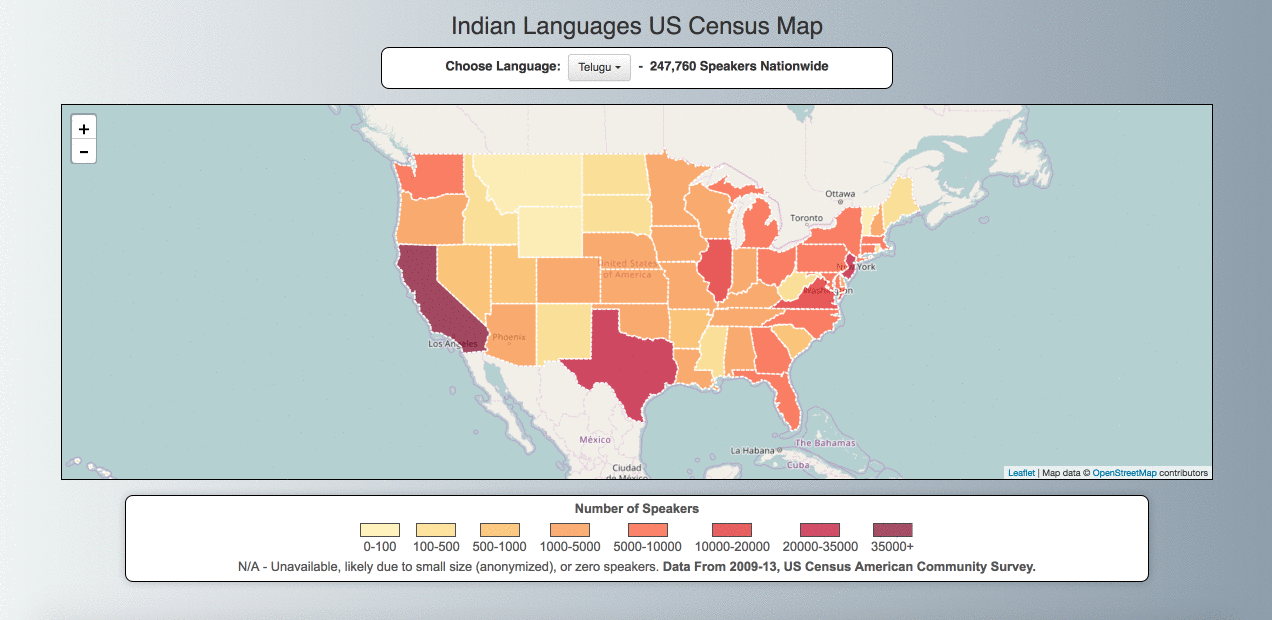 Indian Languages US Census Map
Choose Language: Telugu - 247,760 Speakers Nationwide
+
-
Ottawa
Toronto
United States
of America
New York
Washington
Los Angeles
Phoenix
México
La Habana
The Bahamas
Cuba
Ciudad
de México
Leaflet | Map data © OpenStreetMap contributors
Number of Speakers
0-100 100-500 500-1000 1000-5000 5000-10000 10000-20000 20000-35000 35000+
N/A - Unavailable, likely due to small size (anonymized), or zero speakers. Data From 2009-13, US Census American Community Survey.